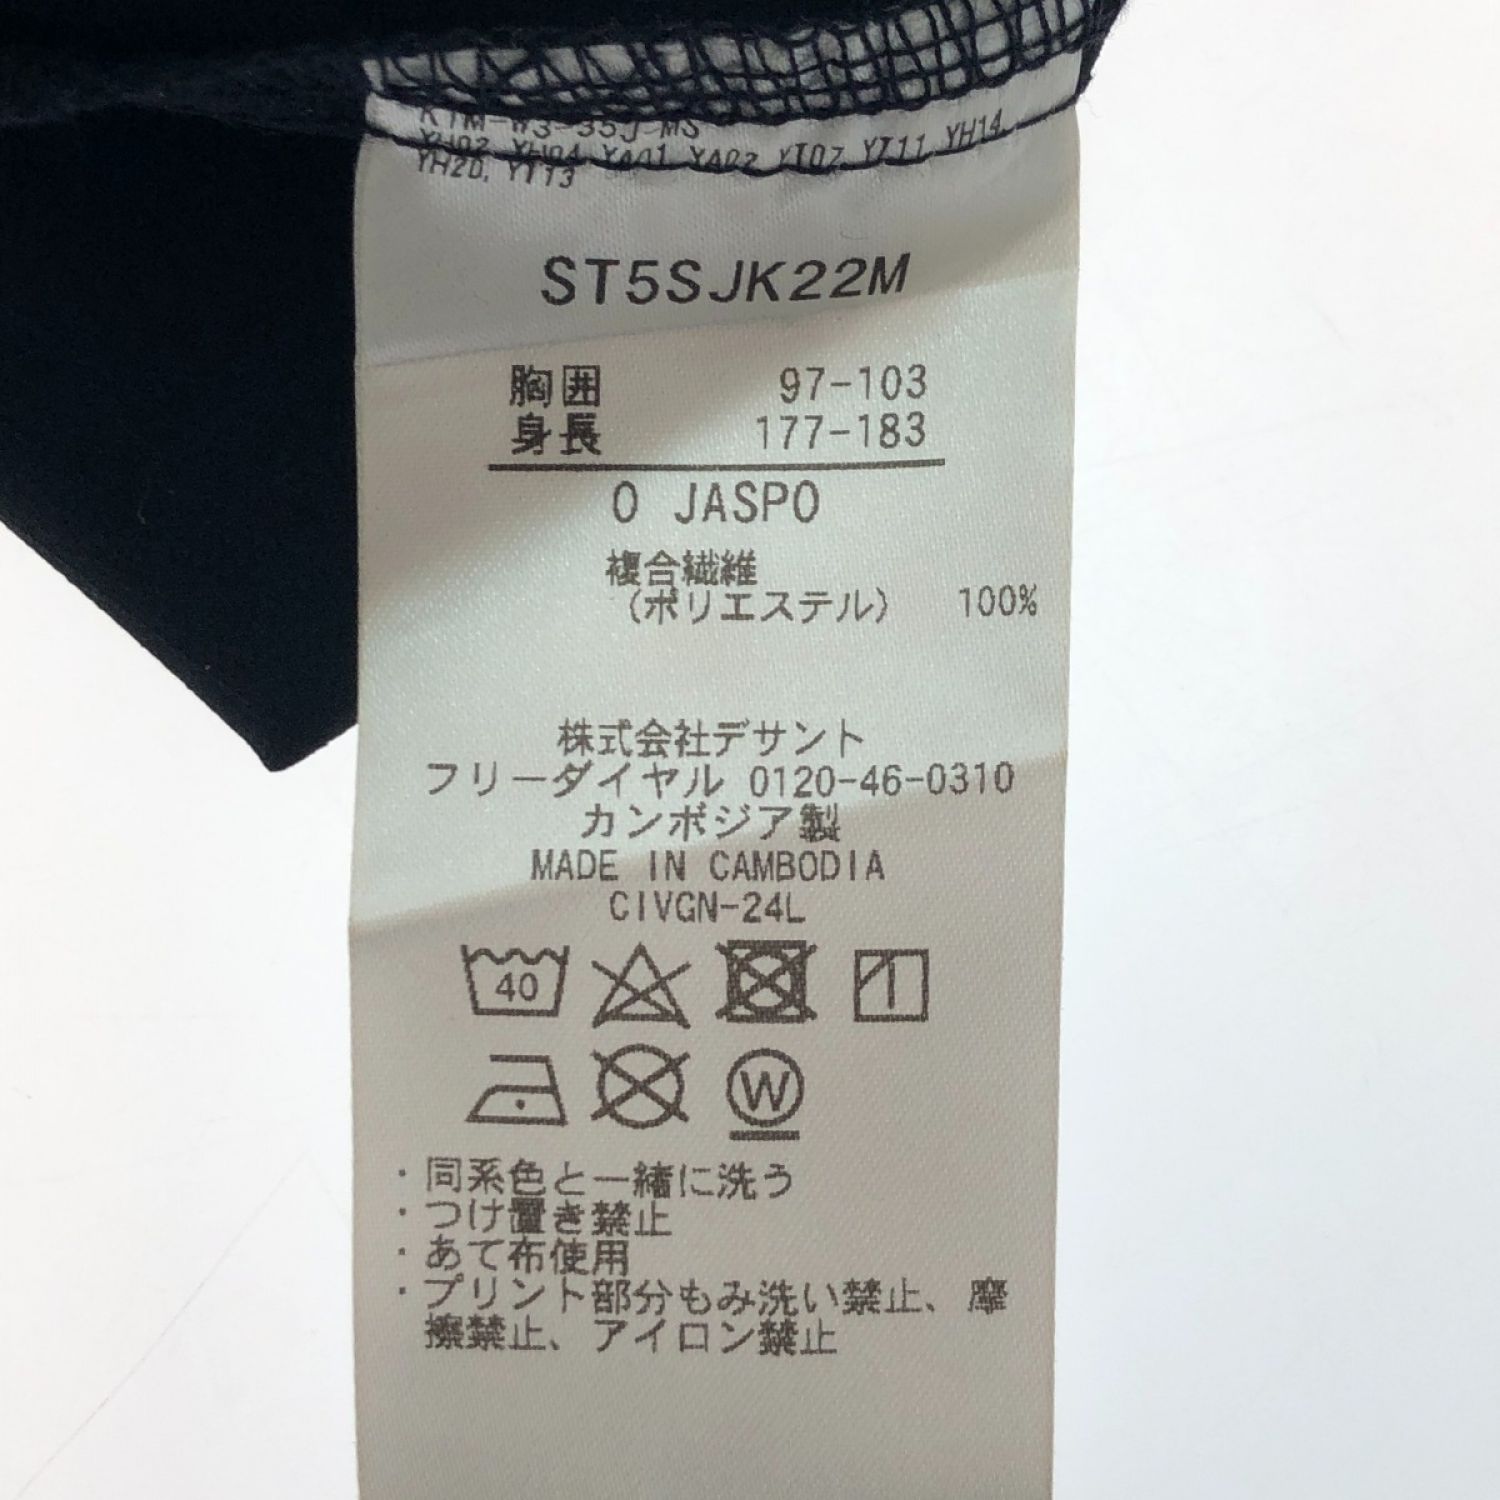 YH20, YT13
ST5SJK22M
胸囲 97-103
身長 177-183
O JASPO
複合繊維
(ポリエステル) 100%
株式会社デサント
フリーダイヤル 0120-46-0310
カンボジア製
MADE IN CAMBODIA
CIVGN-24L
40
W
・同系色と一緒に洗う
・つけ置き禁止
・あて布使用
・プリント部分もみ洗い禁止、摩
擦禁止、アイロン禁止